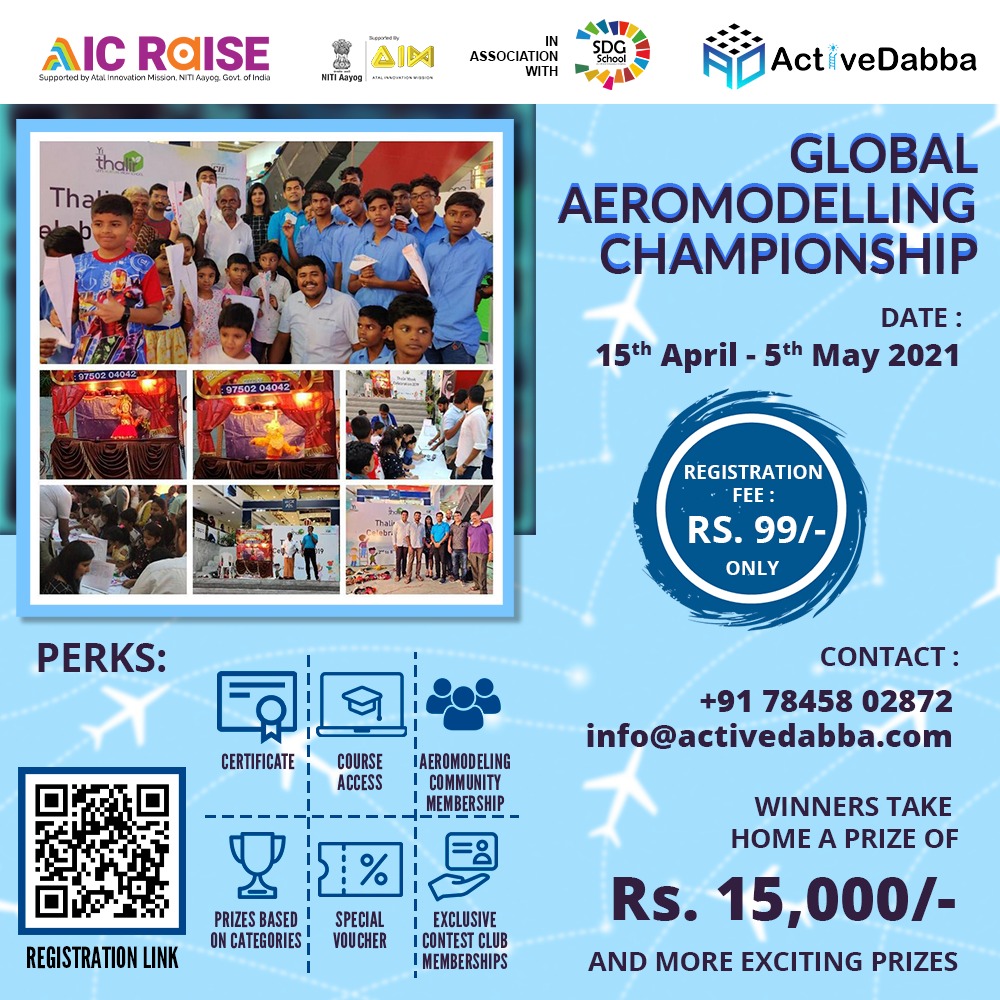 AIC RAISE
Supported by Atal Innovation Mission, NITI Aayog, Govt. of India
NITI Aayog
Supported By
AIM
ATAL INNOVATION MISSION
IN
ASSOCIATION
WITH
SDG
School
ActiveDabba
Yi
thalir
: 97502 04042
: 97502 04042
GLOBAL
AEROMODELLING
CHAMPIONSHIP
DATE :
15th April - 5th May 2021
REGISTRATION
FEE :
RS. 99/-
ONLY
CONTACT :
+91 78458 02872
info@activedabba.com
WINNERS TAKE
HOME A PRIZE OF
Rs. 15,000/-
AND MORE EXCITING PRIZES
PERKS:
CERTIFICATE
COURSE
ACCESS
AEROMODELING
COMMUNITY
MEMBERSHIP
PRIZES BASED
ON CATEGORIES
SPECIAL
VOUCHER
EXCLUSIVE
CONTEST CLUB
MEMBERSHIPS
REGISTRATION LINK